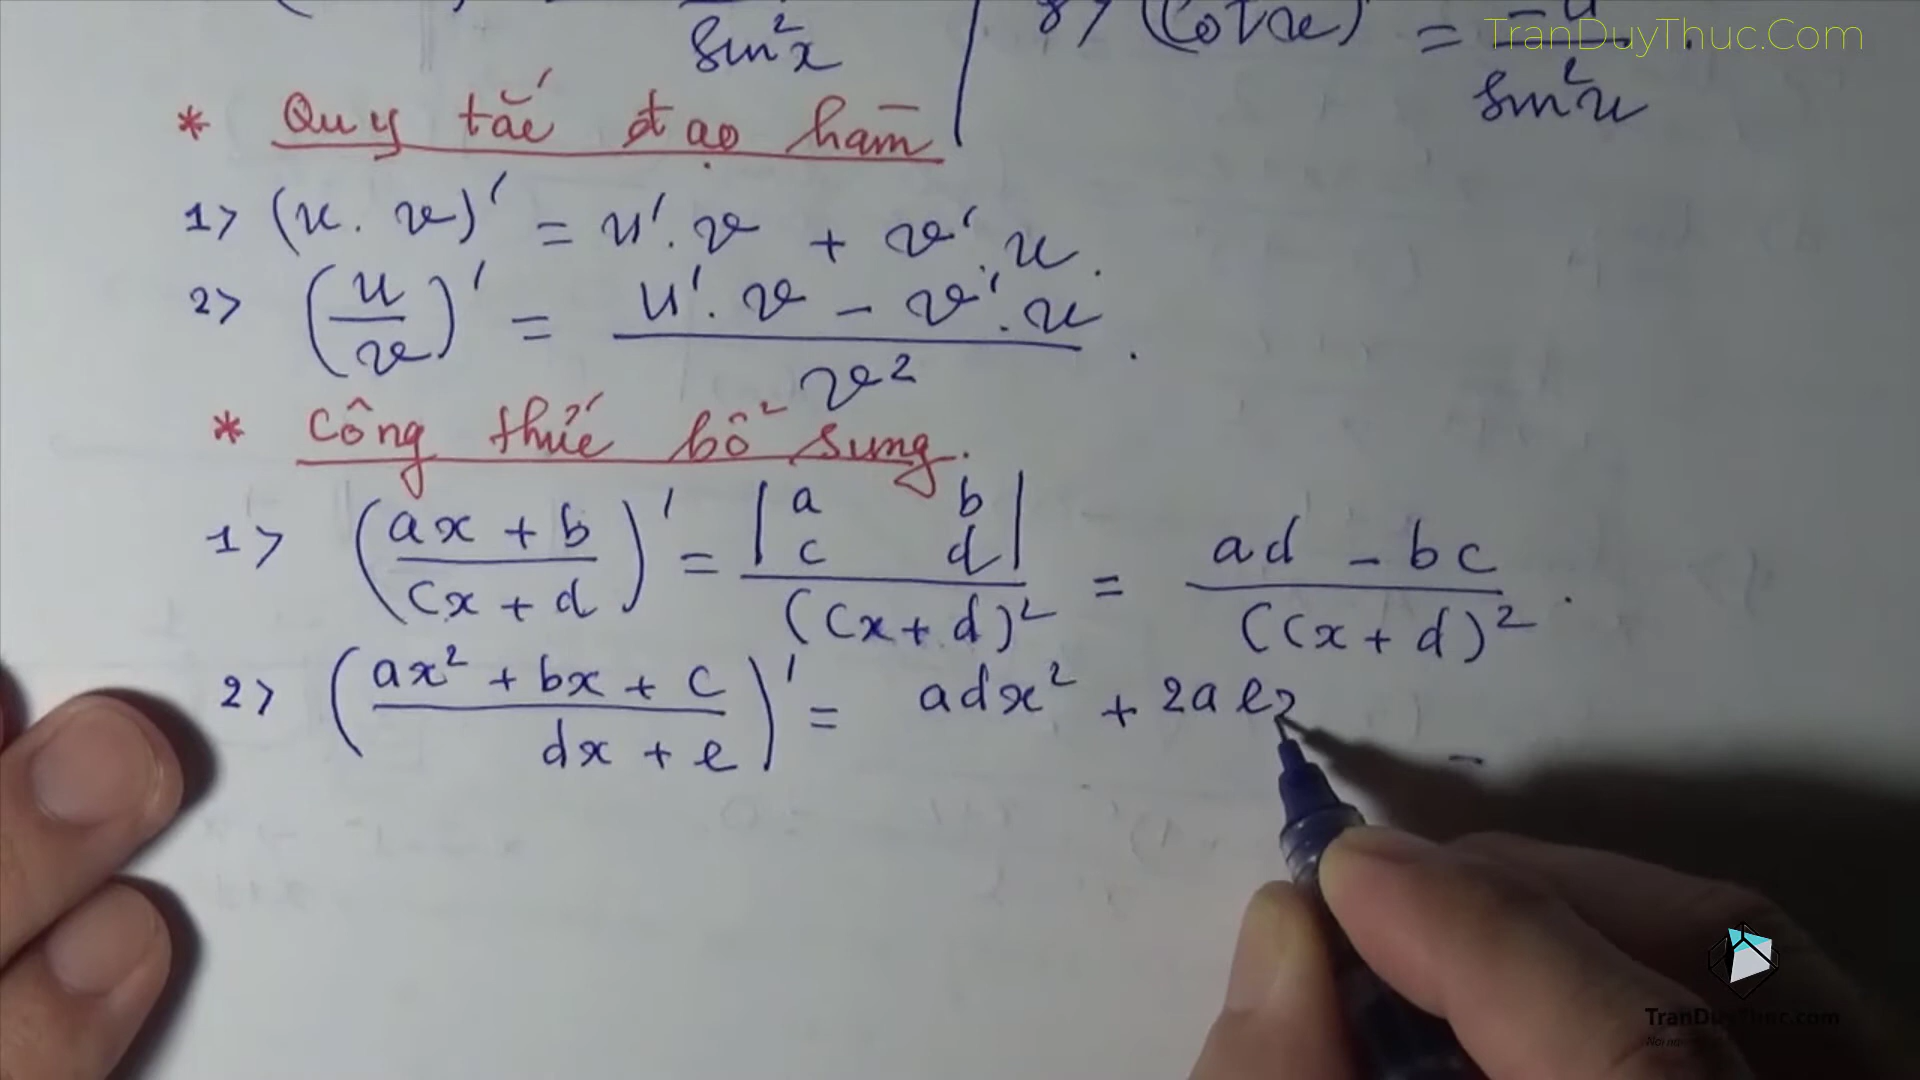 sin²x
8> (Cotu)' = -u'
TranDuyThuc.Com
sin²u
* Quy tắc đạo hàm
1> (u.v)' = u'.v + v'.u.
2> (u/v)' = (u'.v - v'.u)/v².
* Công thức bổ sung.
1> ((ax + b)/(cx + d))' = |a b; c d|/(cx + d)² = (ad - bc)/(cx + d)².
2> ((ax² + bx + c)/(dx + e))' = adx² + 2ae
TranDuyThuc.com